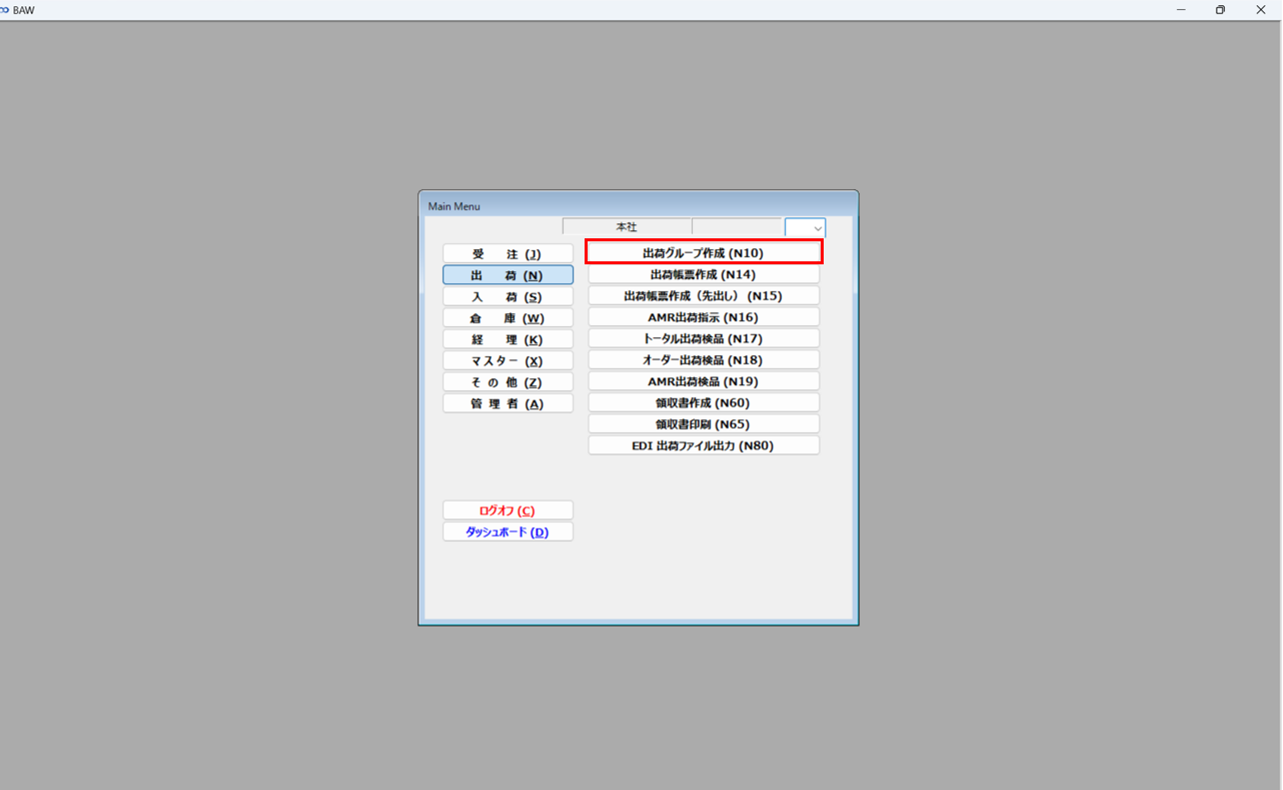 BAW
Main Menu
本社
受 注 (J)
出 荷 (N)
入 荷 (S)
倉 庫 (W)
経 理 (K)
マスター (X)
そ の 他 (Z)
管 理 者 (A)
出荷グループ作成 (N10)
出荷帳票作成 (N14)
出荷帳票作成（先出し） (N15)
AMR出荷指示 (N16)
トータル出荷検品 (N17)
オーダー出荷検品 (N18)
AMR出荷検品 (N19)
領収書作成 (N60)
領収書印刷 (N65)
EDI 出荷ファイル出力 (N80)
ログオフ (C)
ダッシュボード (D)